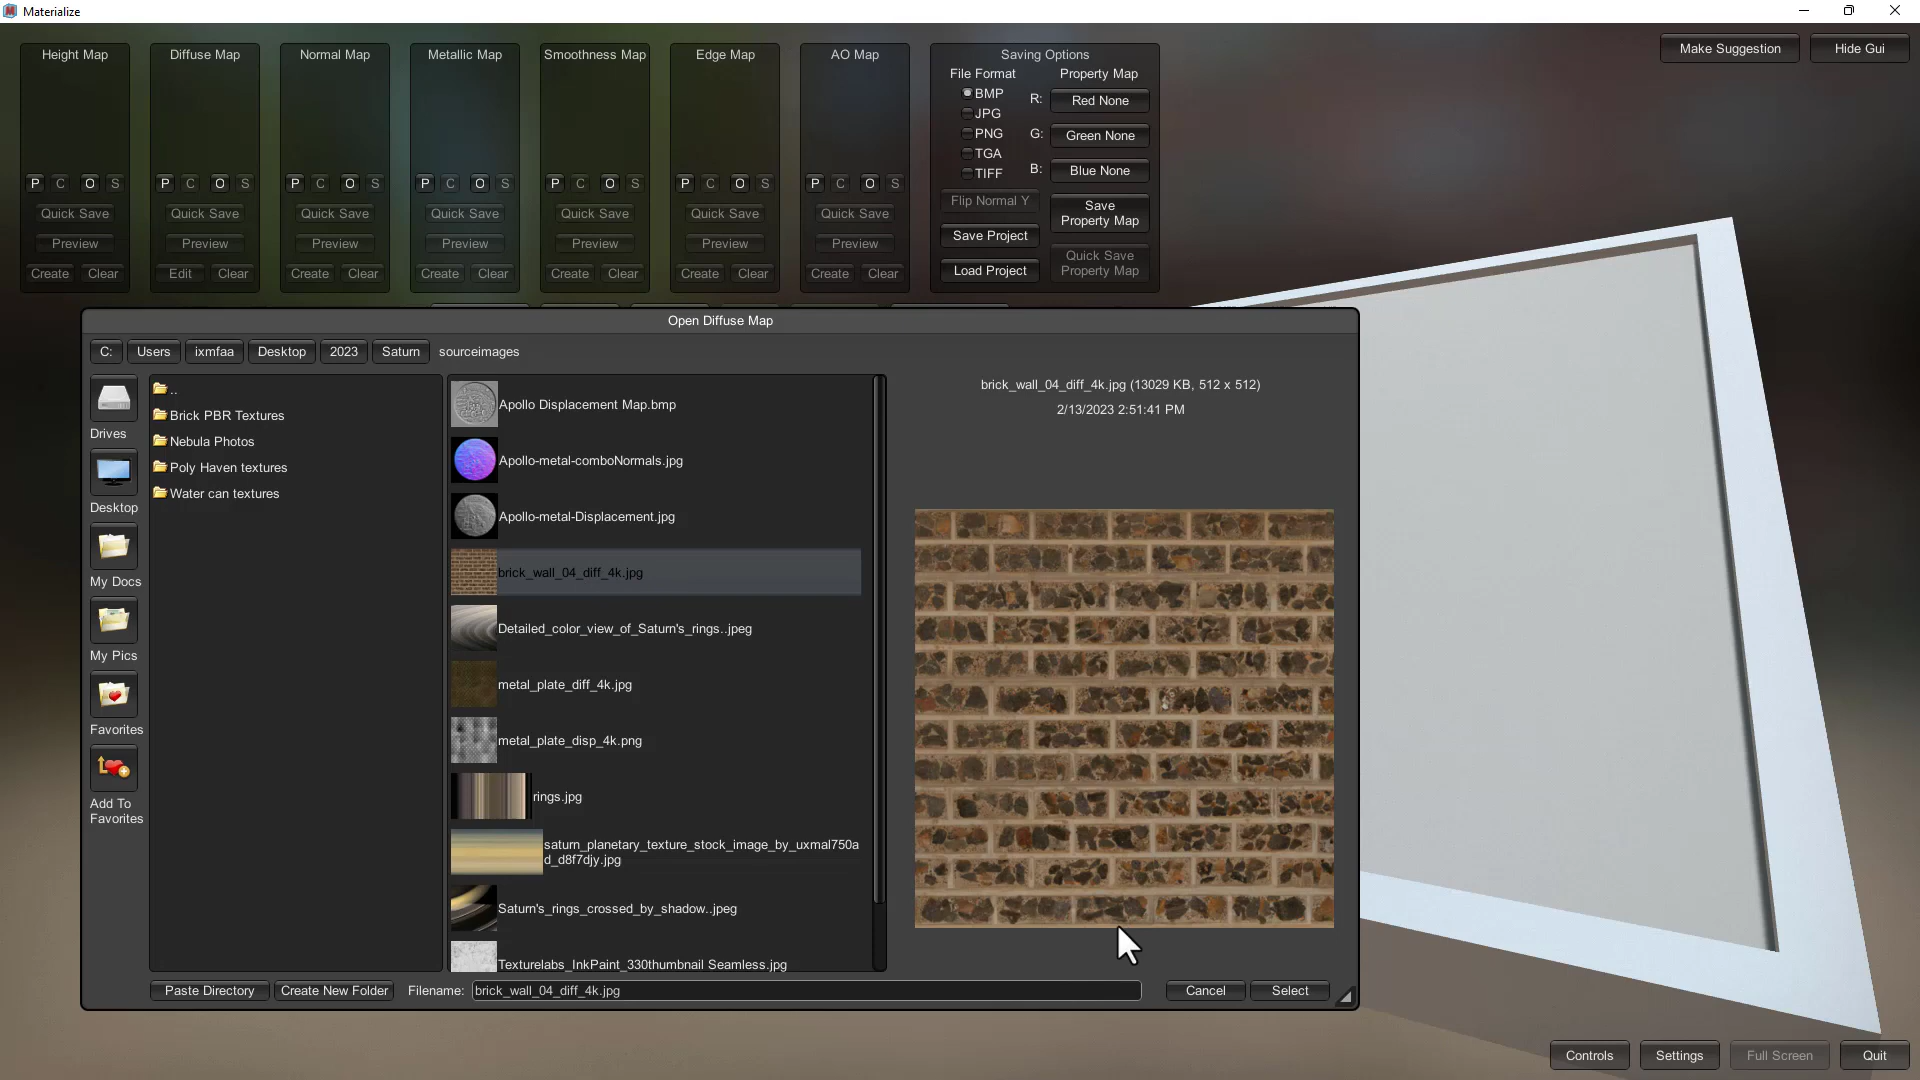 Materialize
Height Map
P C O S
Quick Save
Preview
Create Clear
Diffuse Map
P C O S
Quick Save
Preview
Edit Clear
Normal Map
P C O S
Quick Save
Preview
Create Clear
Metallic Map
P C O S
Quick Save
Preview
Create Clear
Smoothness Map
P C O S
Quick Save
Preview
Create Clear
Edge Map
P C O S
Quick Save
Preview
Create Clear
AO Map
P C O S
Quick Save
Preview
Create Clear
Saving Options
File Format
BMP
JPG
PNG
TGA
TIFF
Flip Normal Y
Save Project
Load Project
Property Map
R: Red None
G: Green None
B: Blue None
Save
Property Map
Quick Save
Property Map
Make Suggestion
Hide Gui
Open Diffuse Map
C: Users ixmfaa Desktop 2023 Saturn sourceimages
Drives
Desktop
My Docs
My Pics
Favorites
Add To
Favorites
..
Brick PBR Textures
Nebula Photos
Poly Haven textures
Water can textures
Apollo Displacement Map.bmp
Apollo-metal-comboNormals.jpg
Apollo-metal-Displacement.jpg
brick_wall_04_diff_4k.jpg
Detailed_color_view_of_Saturn's_rings..jpeg
metal_plate_diff_4k.jpg
metal_plate_disp_4k.png
rings.jpg
saturn_planetary_texture_stock_image_by_uxmal750a
d_d8f7djy.jpg
Saturn's_rings_crossed_by_shadow..jpeg
Texturelabs_InkPaint_330thumbnail Seamless.jpg
brick_wall_04_diff_4k.jpg (13029 KB, 512 x 512)
2/13/2023 2:51:41 PM
Paste Directory
Create New Folder
Filename: brick_wall_04_diff_4k.jpg
Cancel
Select
Controls
Settings
Full Screen
Quit